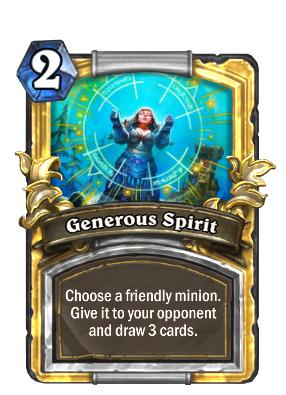 2
Generous Spirit
Choose a friendly minion.
Give it to your opponent
and draw 3 cards.